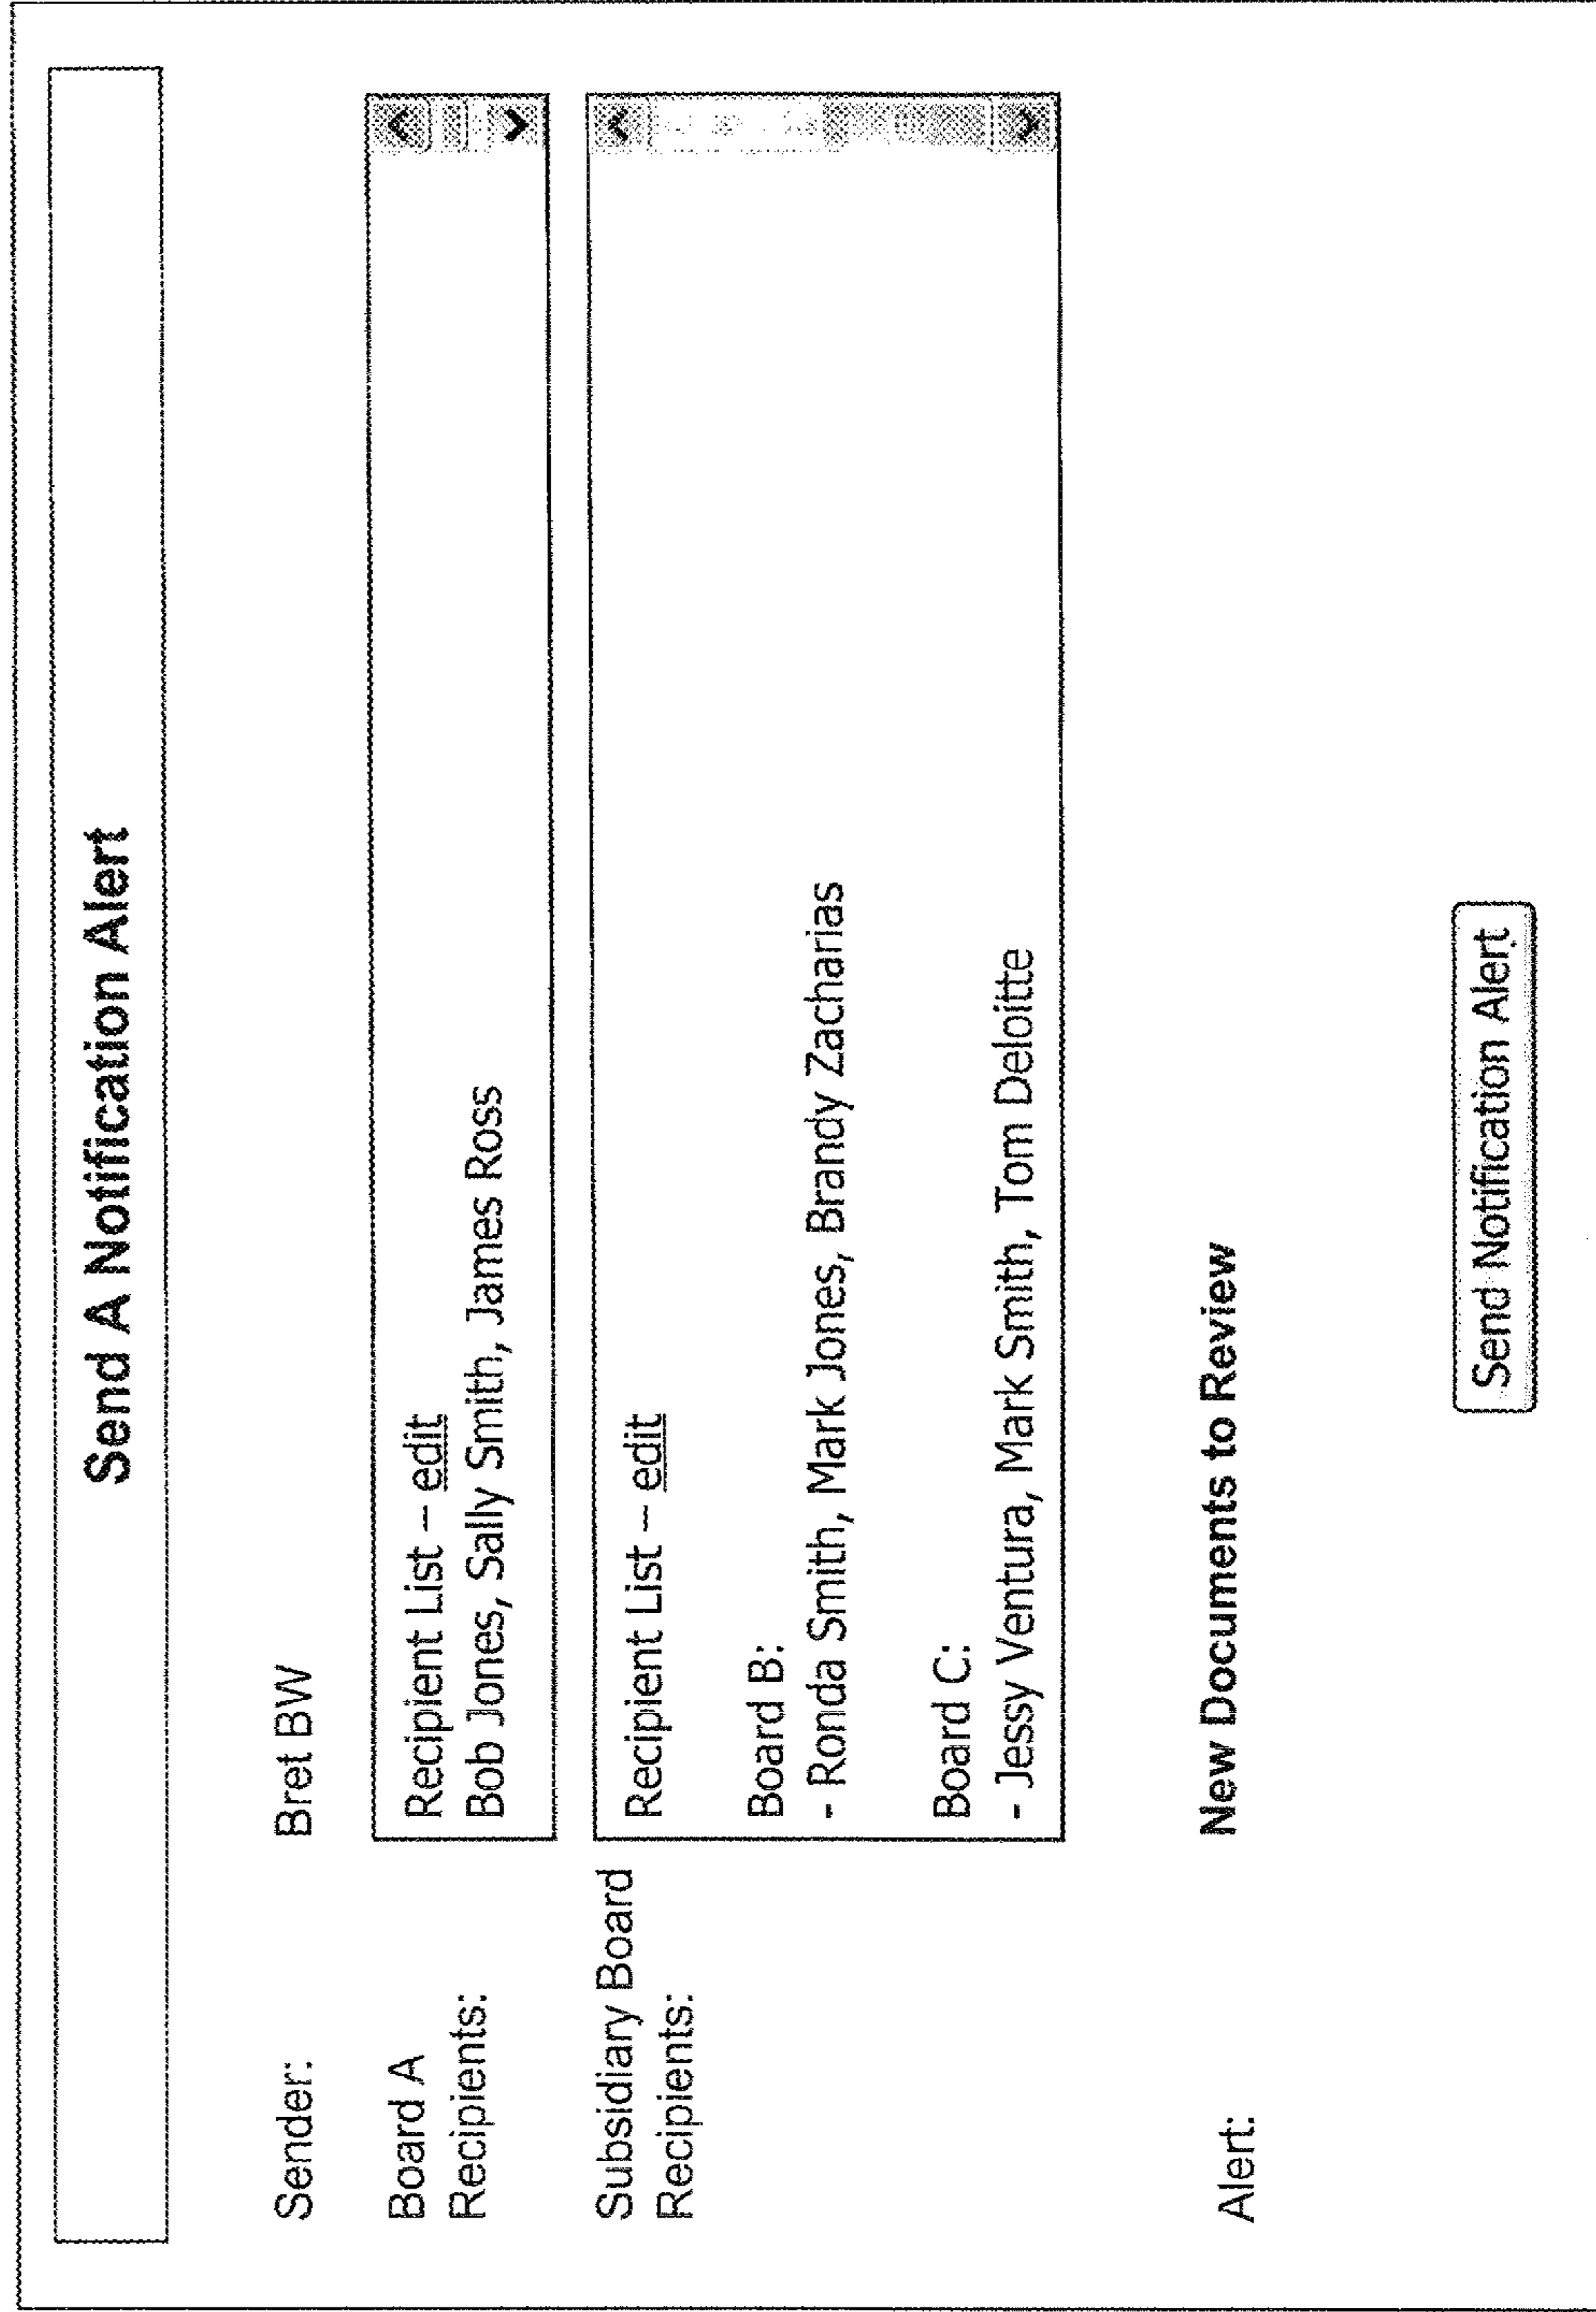 Send A Notification Alert
Sender: Bret BW
Board A
Recipients:
Recipient List – edit
Bob Jones, Sally Smith, James Ross
Subsidiary Board
Recipients:
Recipient List – edit
Board B:
- Ronda Smith, Mark Jones, Brandy Zacharias
Board C:
- Jessy Ventura, Mark Smith, Tom Deloitte
Alert: New Documents to Review
Send Notification Alert